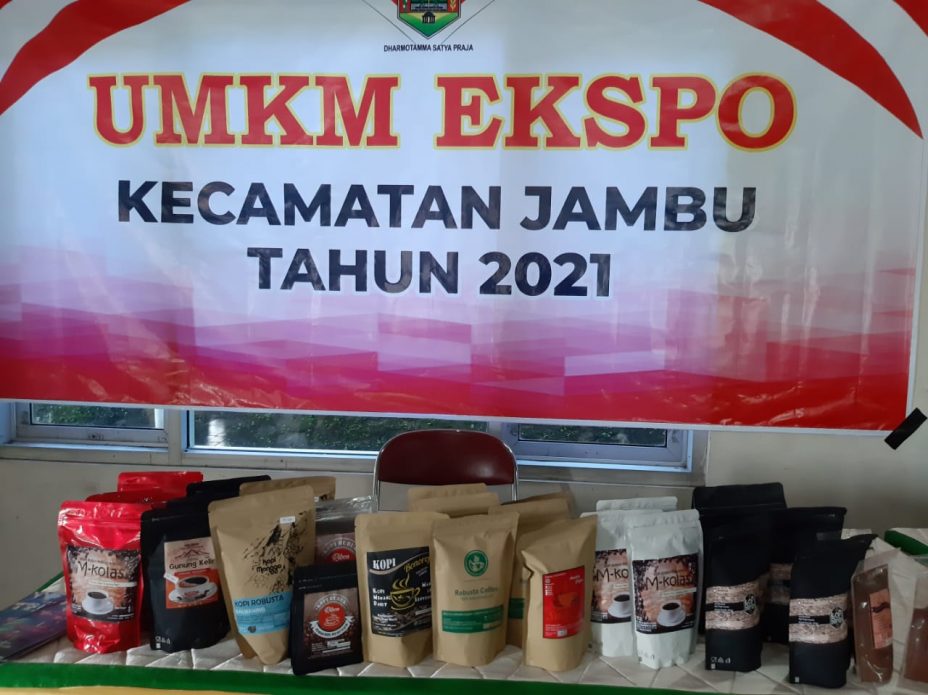 DHARMOTAMMA SATYA PRAJA
UMKM EKSPO
KECAMATAN JAMBU
TAHUN 2021
M-kolas
Gunung Kelir
kopi
KOPI ROBUSTA
KOPI
Robusta Coffee
M-kolas
M-kolas